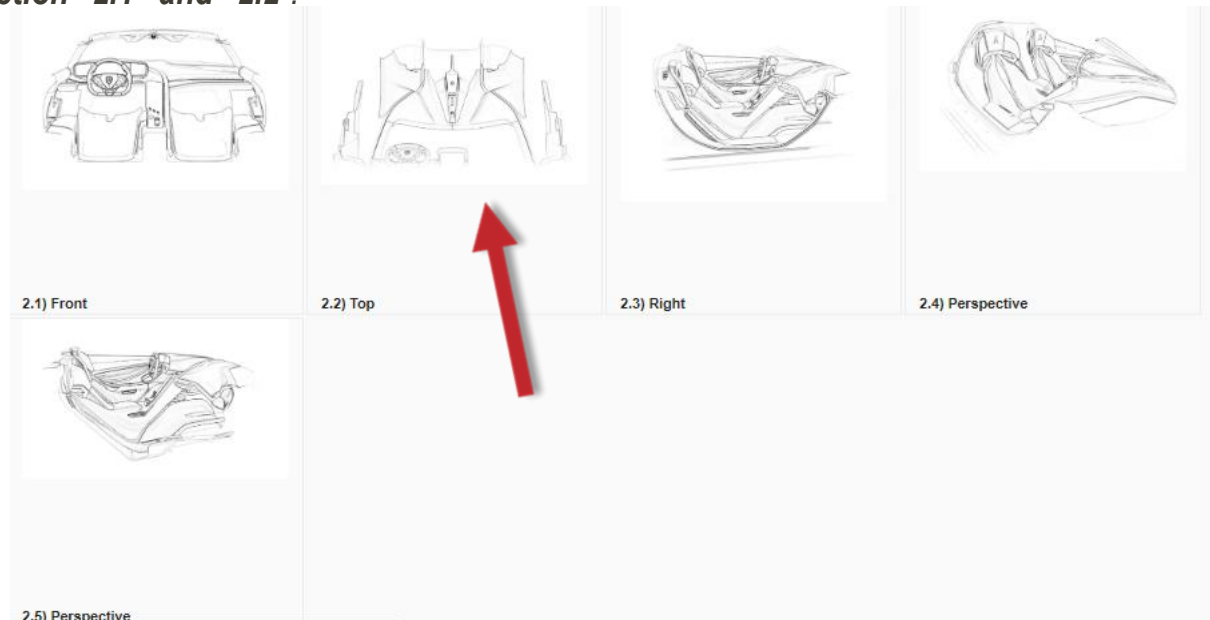 2.1) Front
2.2) Top
2.3) Right
2.4) Perspective
2.5) Perspective